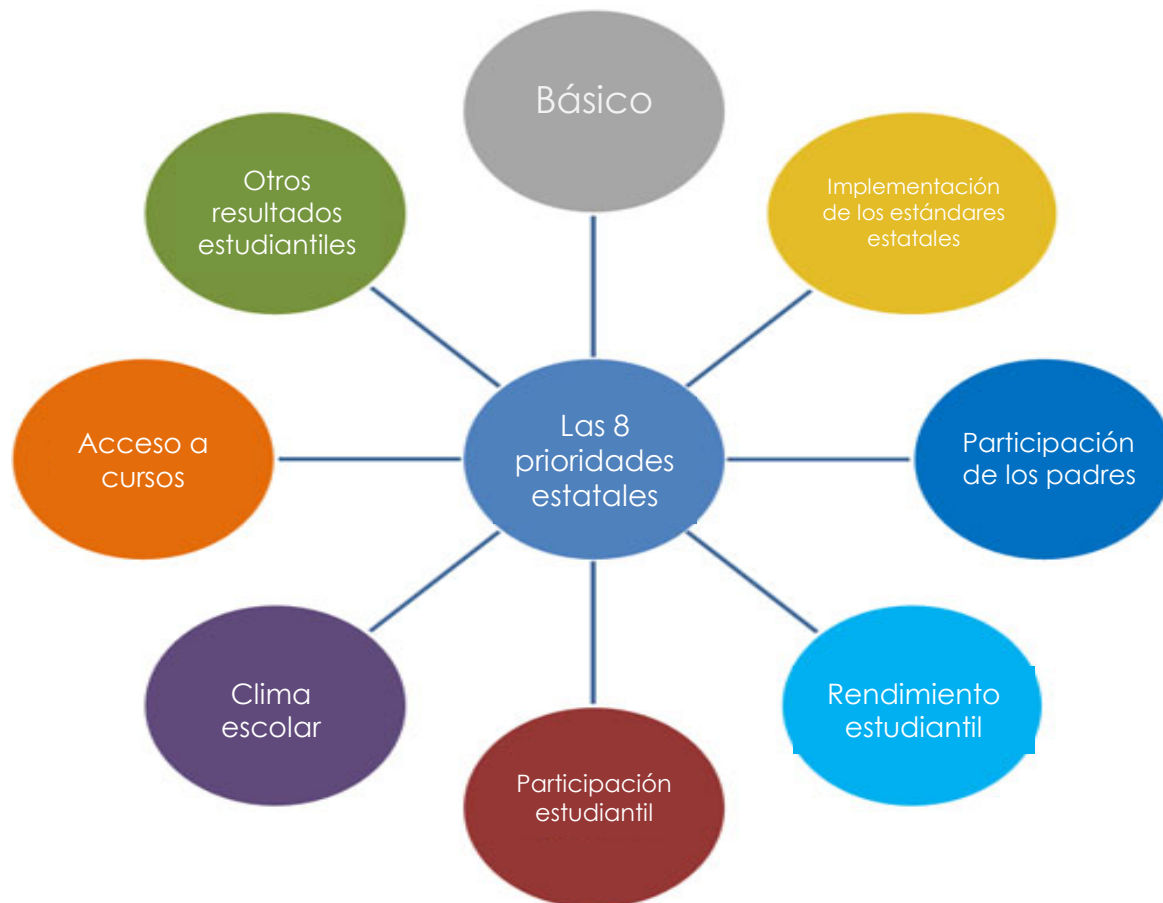 Básico
Implementación
de los estándares
estatales
Participación
de los padres
Rendimiento
estudiantil
Participación
estudiantil
Clima
escolar
Acceso a
cursos
Otros
resultados
estudiantiles
Las 8
prioridades
estatales